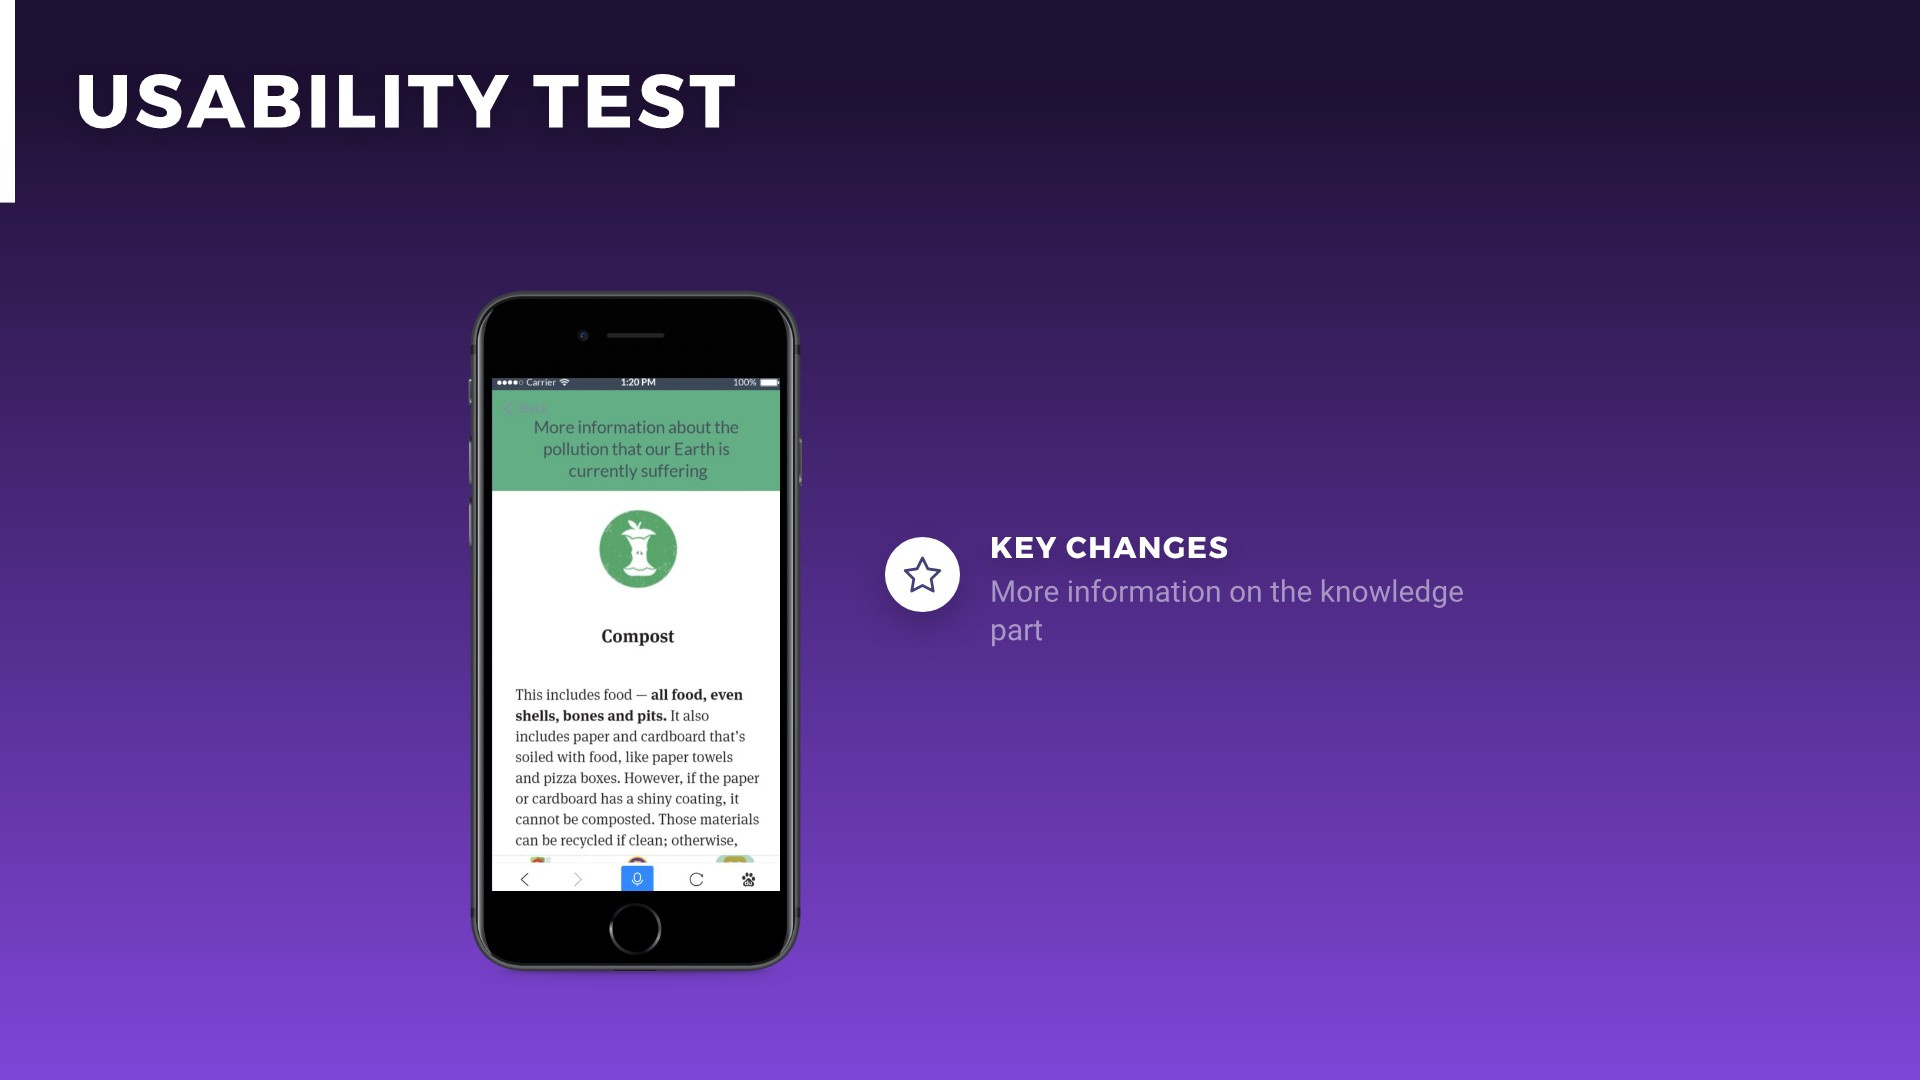 USABILITY TEST
Carrier 1:20 PM 100%
Back
More information about the
pollution that our Earth is
currently suffering
Compost
This includes food — all food, even
shells, bones and pits. It also
includes paper and cardboard that's
soiled with food, like paper towels
and pizza boxes. However, if the paper
or cardboard has a shiny coating, it
cannot be composted. Those materials
can be recycled if clean; otherwise,
KEY CHANGES
More information on the knowledge
part